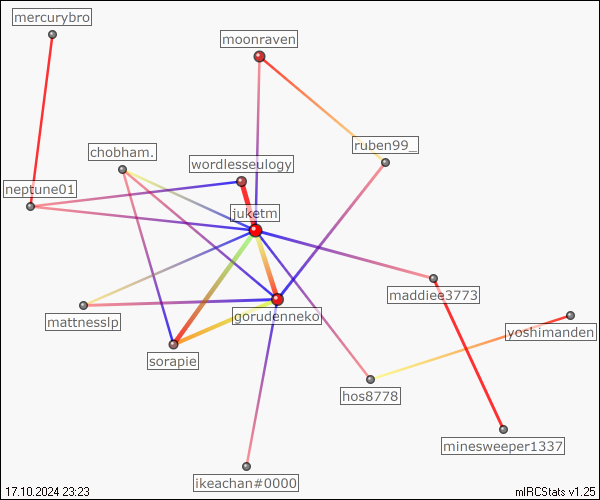 mercurybro
moonraven
ruben99_
chobham.
wordlesseulogy
neptune01
juketm
maddiee3773
gorudenneko
mattnesslp
yoshimanden
sorapie
hos8778
minesweeper1337
ikeachan#0000
17.10.2024 23:23
mIRCStats v1.25